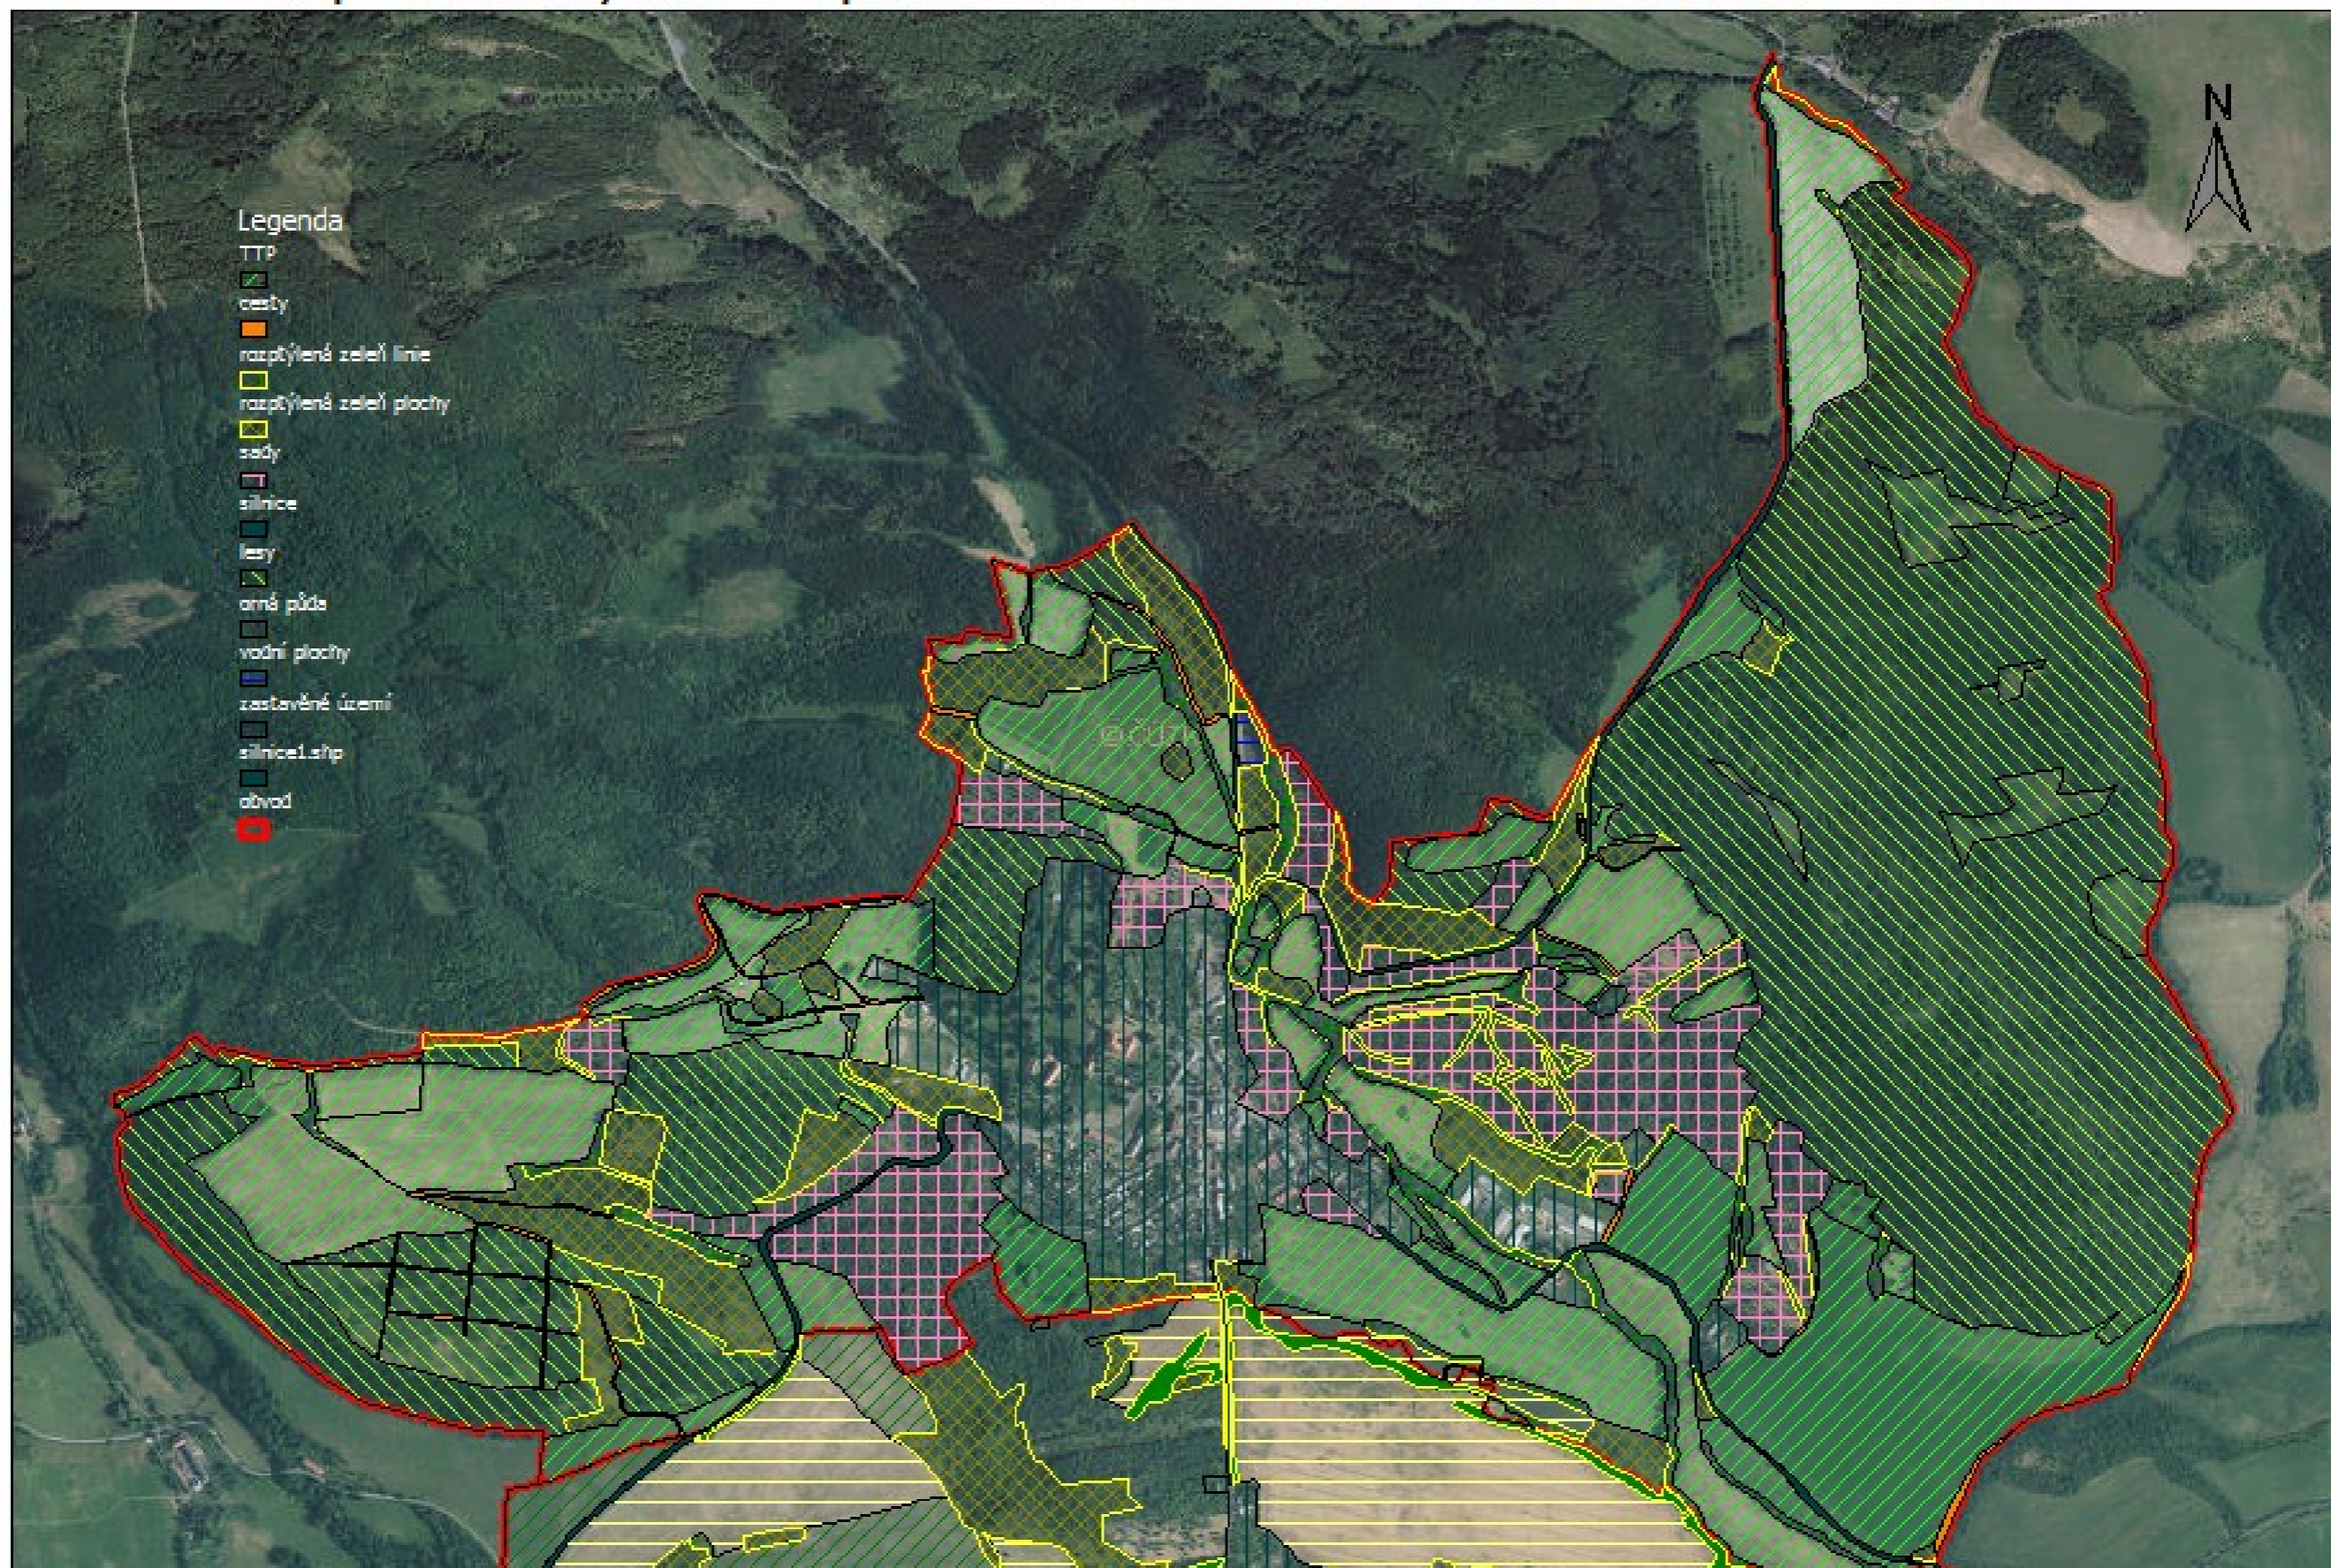 Legenda
TTP
cesty
rozptýlená zeleň linie
rozptýlená zeleň plochy
sady
silnice
lesy
orná půda
vodní plochy
zastavěné území
silnice1.shp
obvod
N
© ČÚZK